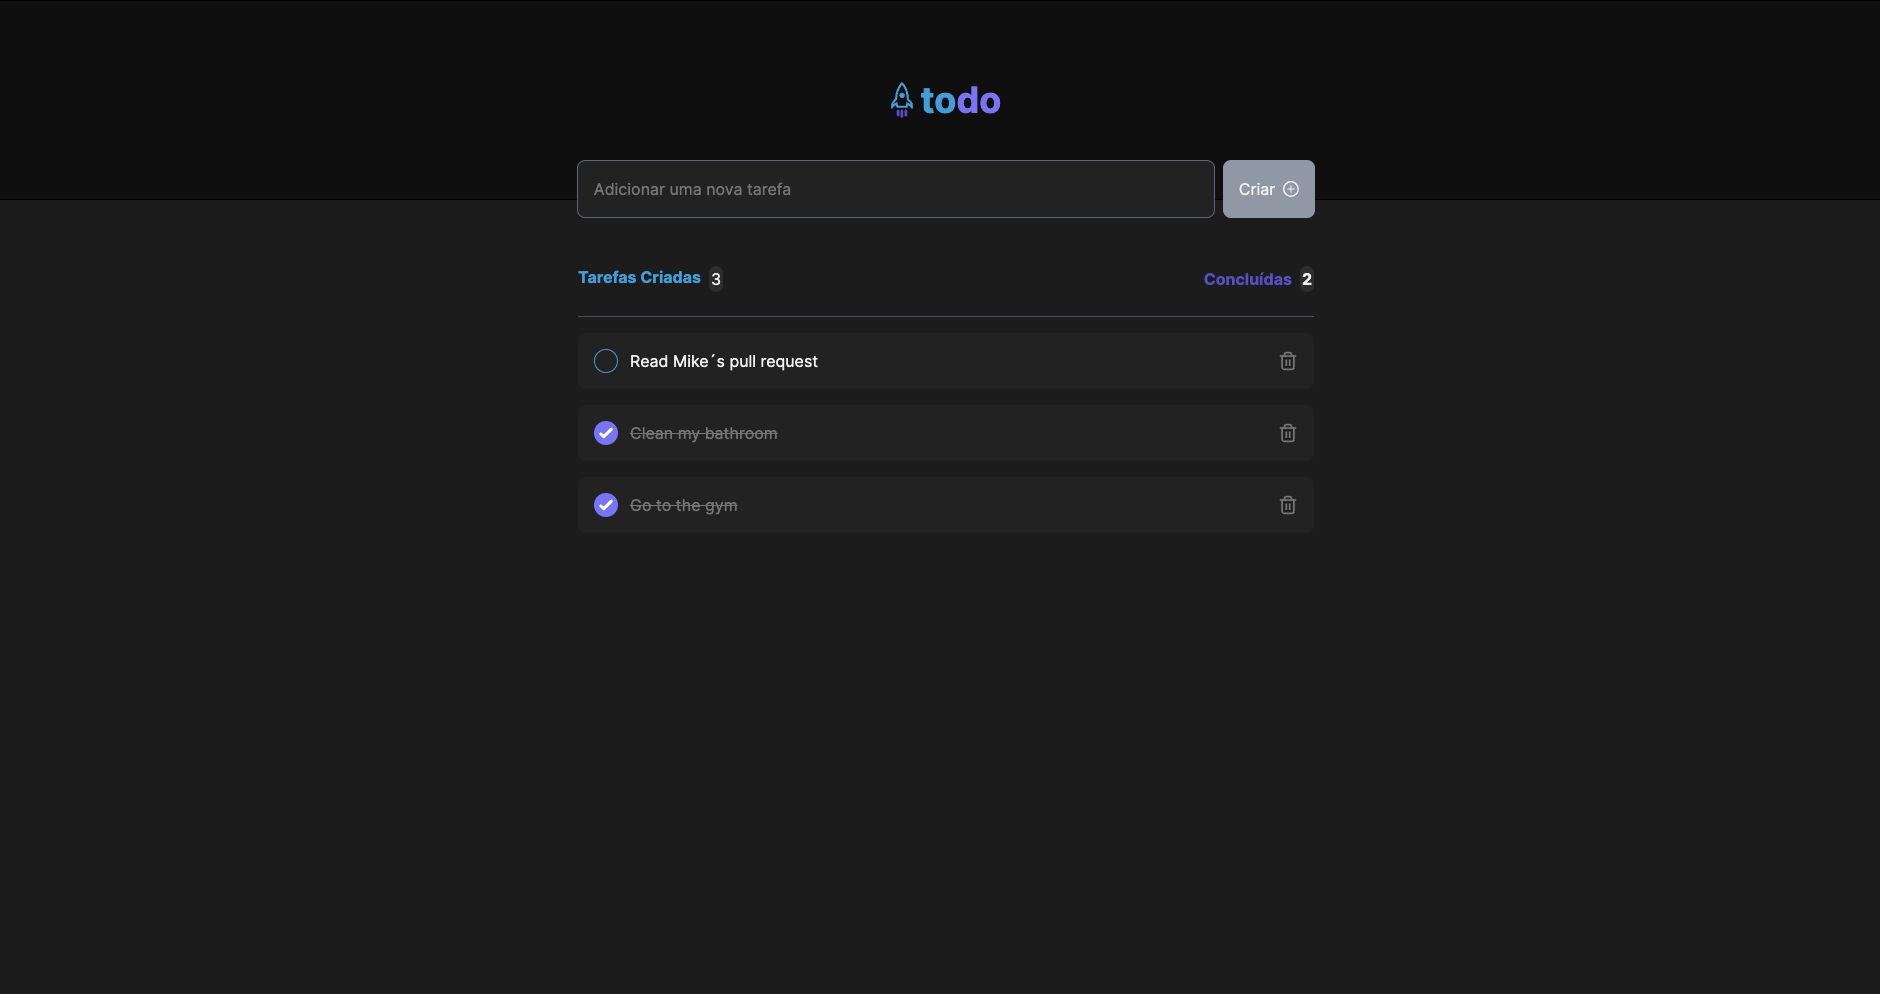 todo
Adicionar uma nova tarefa
Criar
Tarefas Criadas 3
Concluídas 2
Read Mike´s pull request
Clean my bathroom
Go to the gym